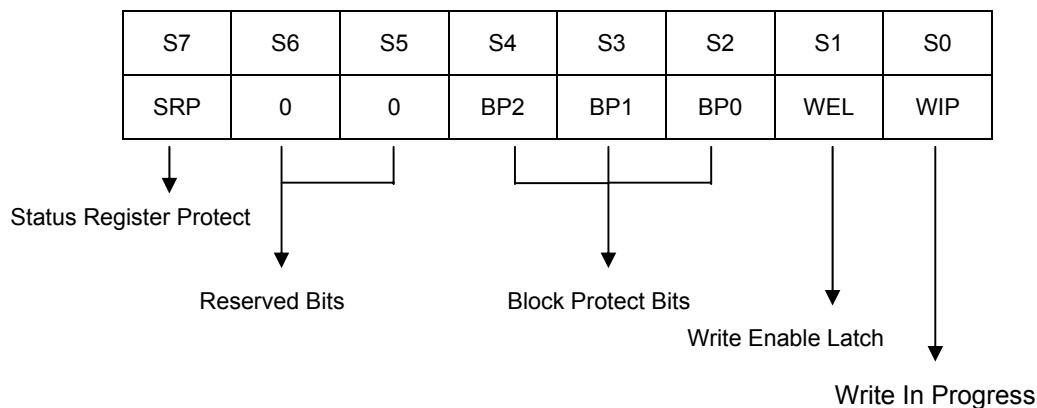 S7 S6 S5 S4 S3 S2 S1 S0
SRP 0 0 BP2 BP1 BP0 WEL WIP
Status Register Protect
Reserved Bits
Block Protect Bits
Write Enable Latch
Write In Progress